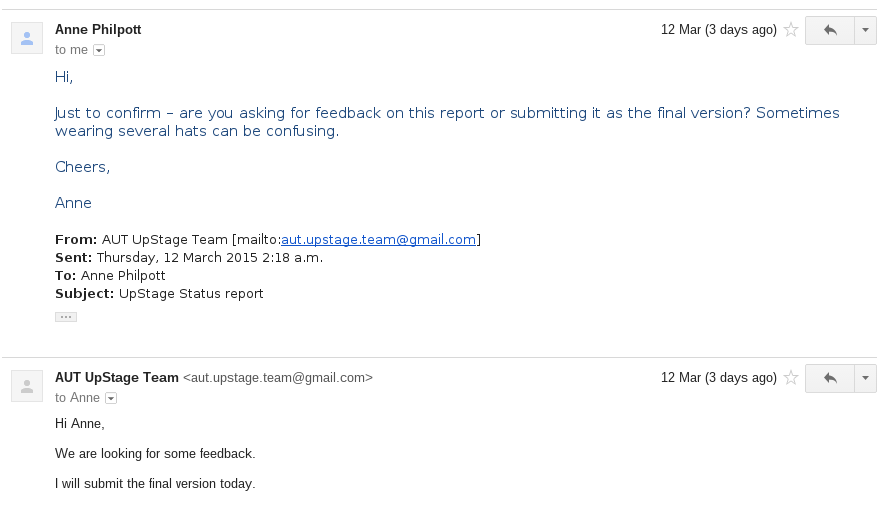 Anne Philpott
12 Mar (3 days ago)
to me
Hi,
Just to confirm – are you asking for feedback on this report or submitting it as the final version? Sometimes
wearing several hats can be confusing.
Cheers,
Anne
From: AUT UpStage Team [mailto:aut.upstage.team@gmail.com]
Sent: Thursday, 12 March 2015 2:18 a.m.
To: Anne Philpott
Subject: UpStage Status report
AUT UpStage Team <aut.upstage.team@gmail.com>
12 Mar (3 days ago)
to Anne
Hi Anne,
We are looking for some feedback.
I will submit the final version today.